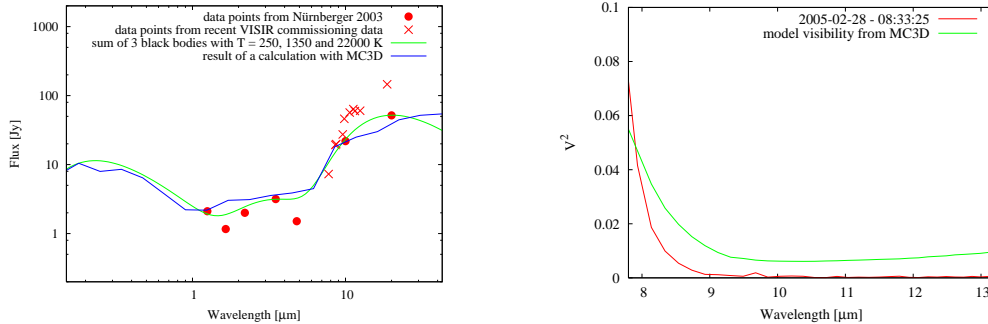 data points from Nürnberger 2003
data points from recent VISIR commissioning data
sum of 3 black bodies with T = 250, 1350 and 22000 K
result of a calculation with MC3D
1000
100
10
1
Flux [Jy]
1
10
Wavelength [μm]
2005-02-28 - 08:33:25
model visibility from MC3D
0.1
0.08
0.06
0.04
0.02
0
V²
8
9
10
11
12
13
Wavelength [μm]